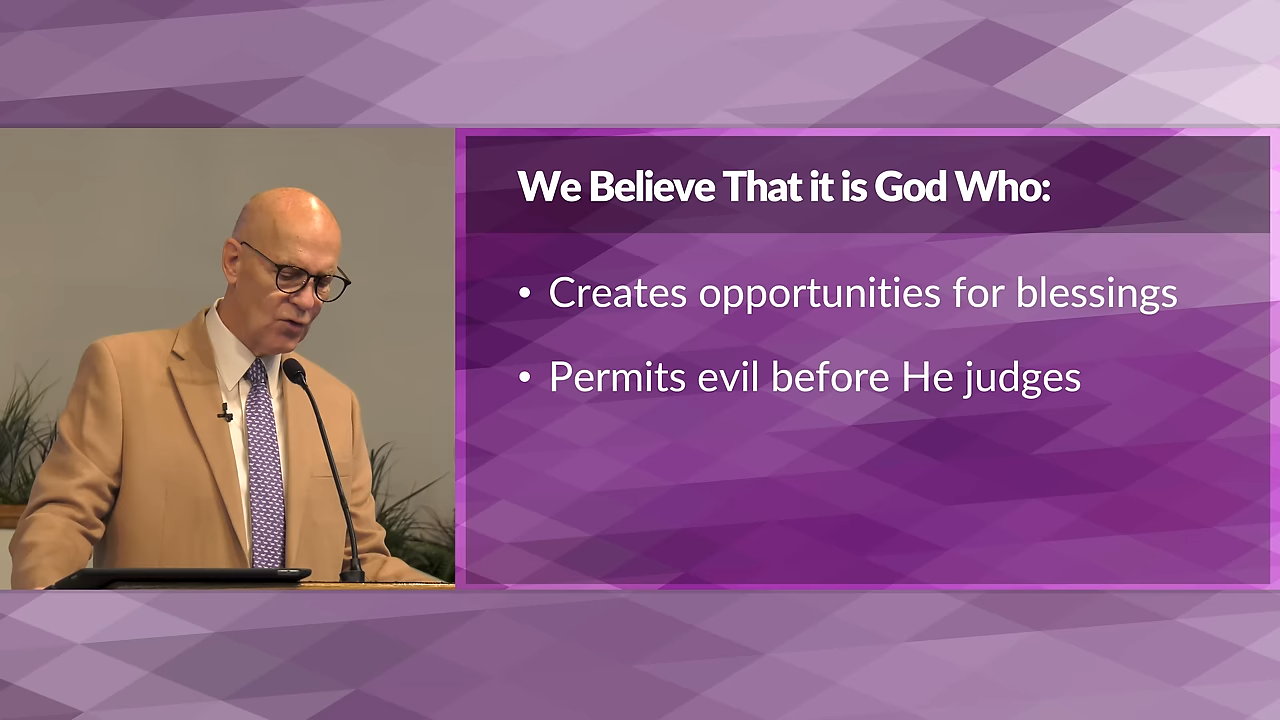 We Believe That it is God Who:
• Creates opportunities for blessings
• Permits evil before He judges